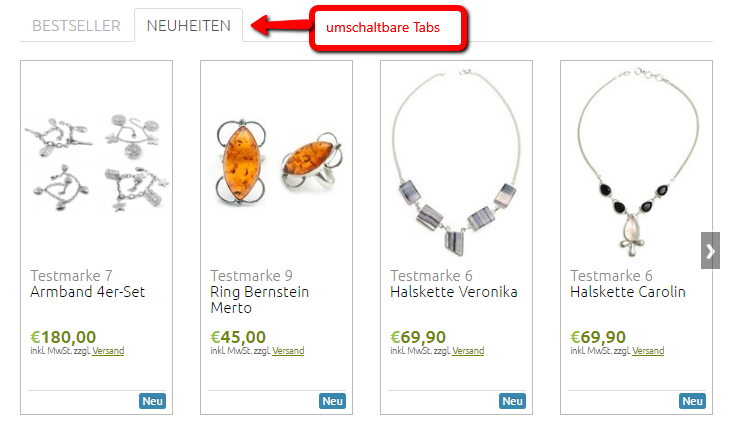 BESTSELLER NEUHEITEN umschaltbare Tabs
Testmarke 7
Armband 4er-Set
€180,00
inkl. MwSt. zzgl. Versand
Neu
Testmarke 9
Ring Bernstein
Merto
€45,00
inkl. MwSt. zzgl. Versand
Neu
Testmarke 6
Halskette Veronika
€69,90
inkl. MwSt. zzgl. Versand
Neu
Testmarke 6
Halskette Carolin
€69,90
inkl. MwSt. zzgl. Versand
Neu